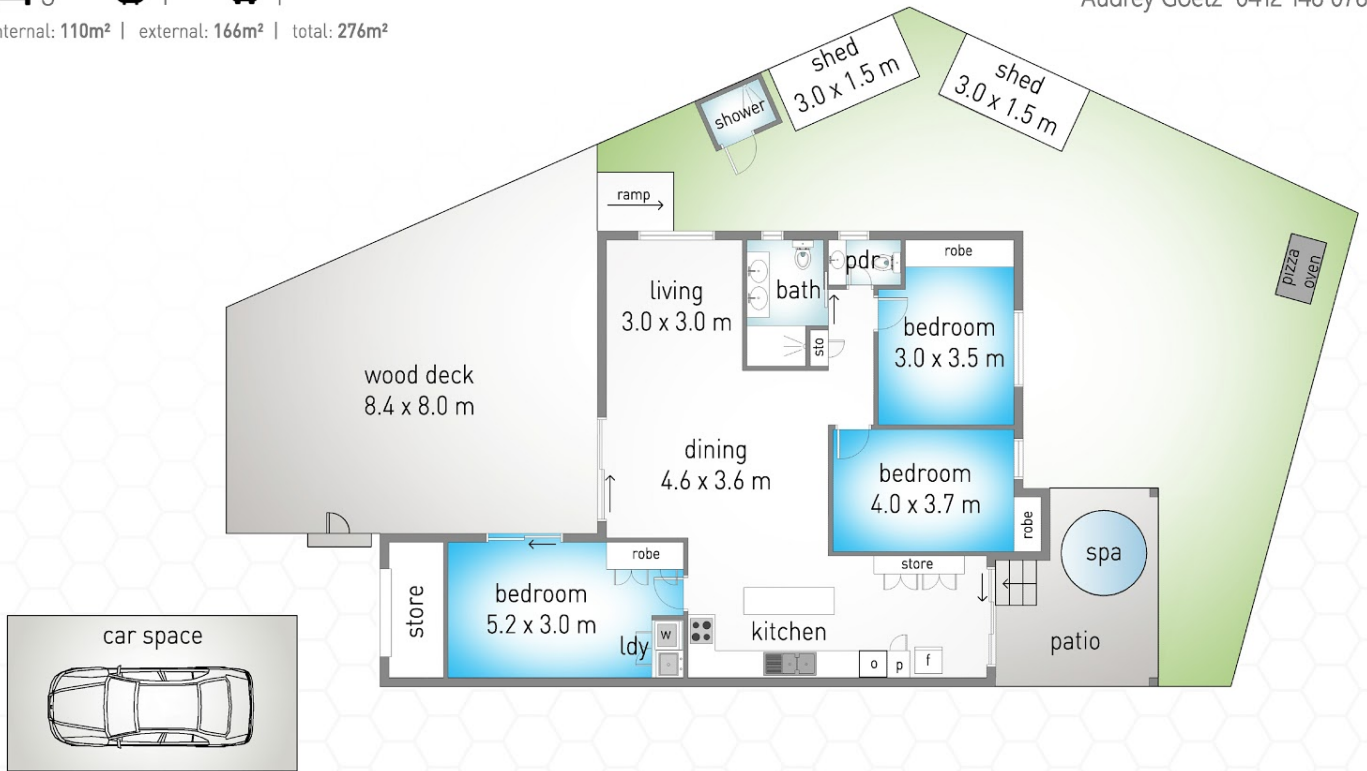 internal: 110m² | external: 166m² | total: 276m²
shed
3.0 x 1.5 m
shed
3.0 x 1.5 m
shower
ramp
pizza
oven
living
3.0 x 3.0 m
bath
pdr
robe
sto
bedroom
3.0 x 3.5 m
wood deck
8.4 x 8.0 m
dining
4.6 x 3.6 m
bedroom
4.0 x 3.7 m
robe
spa
patio
store
robe
bedroom
5.2 x 3.0 m
store
ldy
w
kitchen
o
p
f
car space